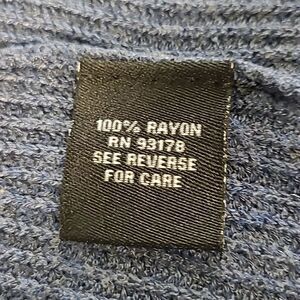 100% RAYON
RN 93178
SEE REVERSE
FOR CARE